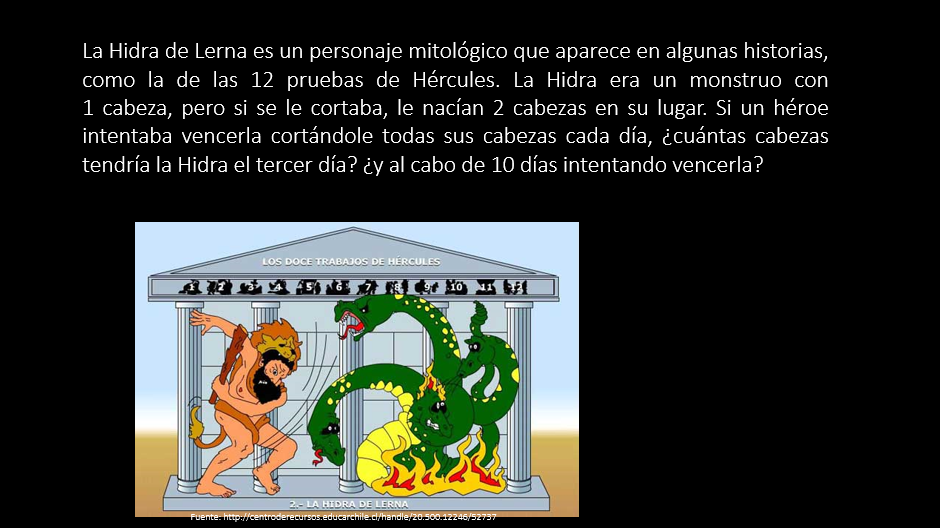 La Hidra de Lerna es un personaje mitológico que aparece en algunas historias,
como la de las 12 pruebas de Hércules. La Hidra era un monstruo con
1 cabeza, pero si se le cortaba, le nacían 2 cabezas en su lugar. Si un héroe
intentaba vencerla cortándole todas sus cabezas cada día, ¿cuántas cabezas
tendría la Hidra el tercer día? ¿y al cabo de 10 días intentando vencerla?
LOS DOCE TRABAJOS DE HÉRCULES
1 2 3 4 5 6 7 8 9 10 11 12
2.- LA HIDRA DE LERNA
Fuente: http://centroderecursos.educarchile.cl/handle/20.500.12246/52737